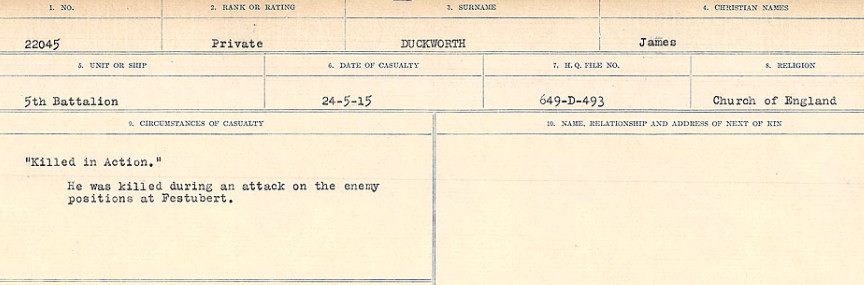 1. NO. 2. RANK OR RATING 3. SURNAME 4. CHRISTIAN NAMES
22045 Private DUCKWORTH James
5. UNIT OR SHIP 6. DATE OF CASUALTY 7. H. Q. FILE NO. 8. RELIGION
5th Battalion 24-5-15 649-D-493 Church of England
9. CIRCUMSTANCES OF CASUALTY 10. NAME, RELATIONSHIP AND ADDRESS OF NEXT OF KIN
"Killed in Action."
He was killed during an attack on the enemy
positions at Festubert.